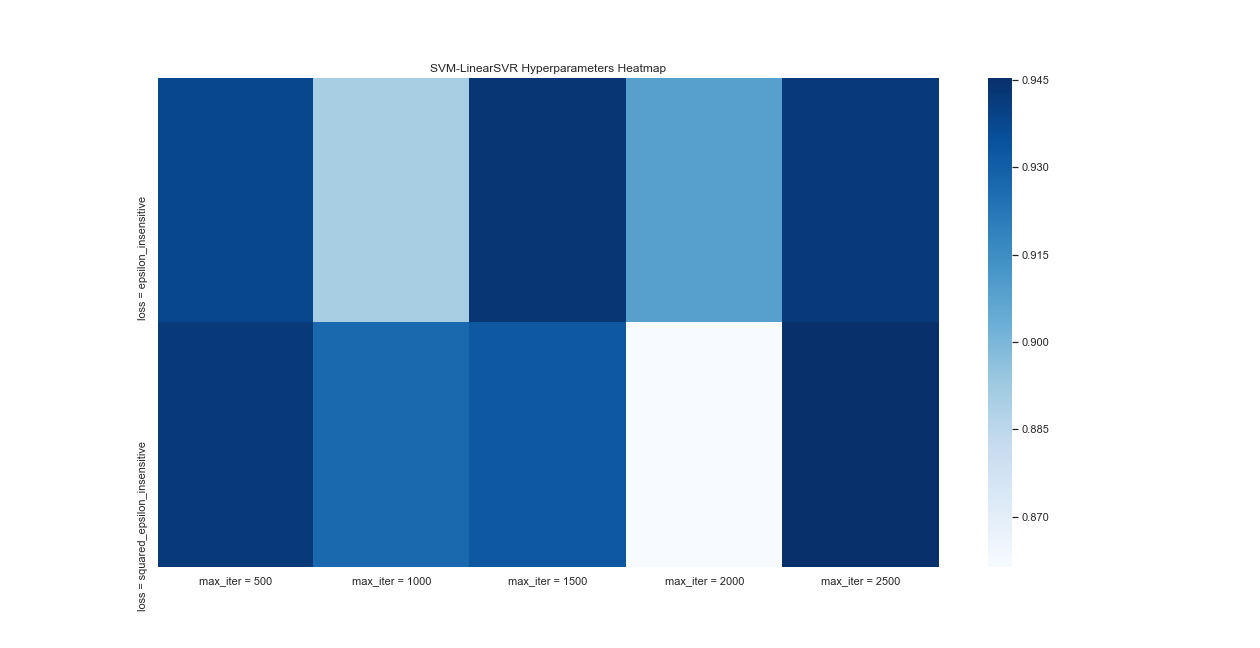 SVM-LinearSVR Hyperparameters Heatmap
loss = epsilon_insensitive
loss = squared_epsilon_insensitive
max_iter = 500
max_iter = 1000
max_iter = 1500
max_iter = 2000
max_iter = 2500
0.945
0.930
0.915
0.900
0.885
0.870